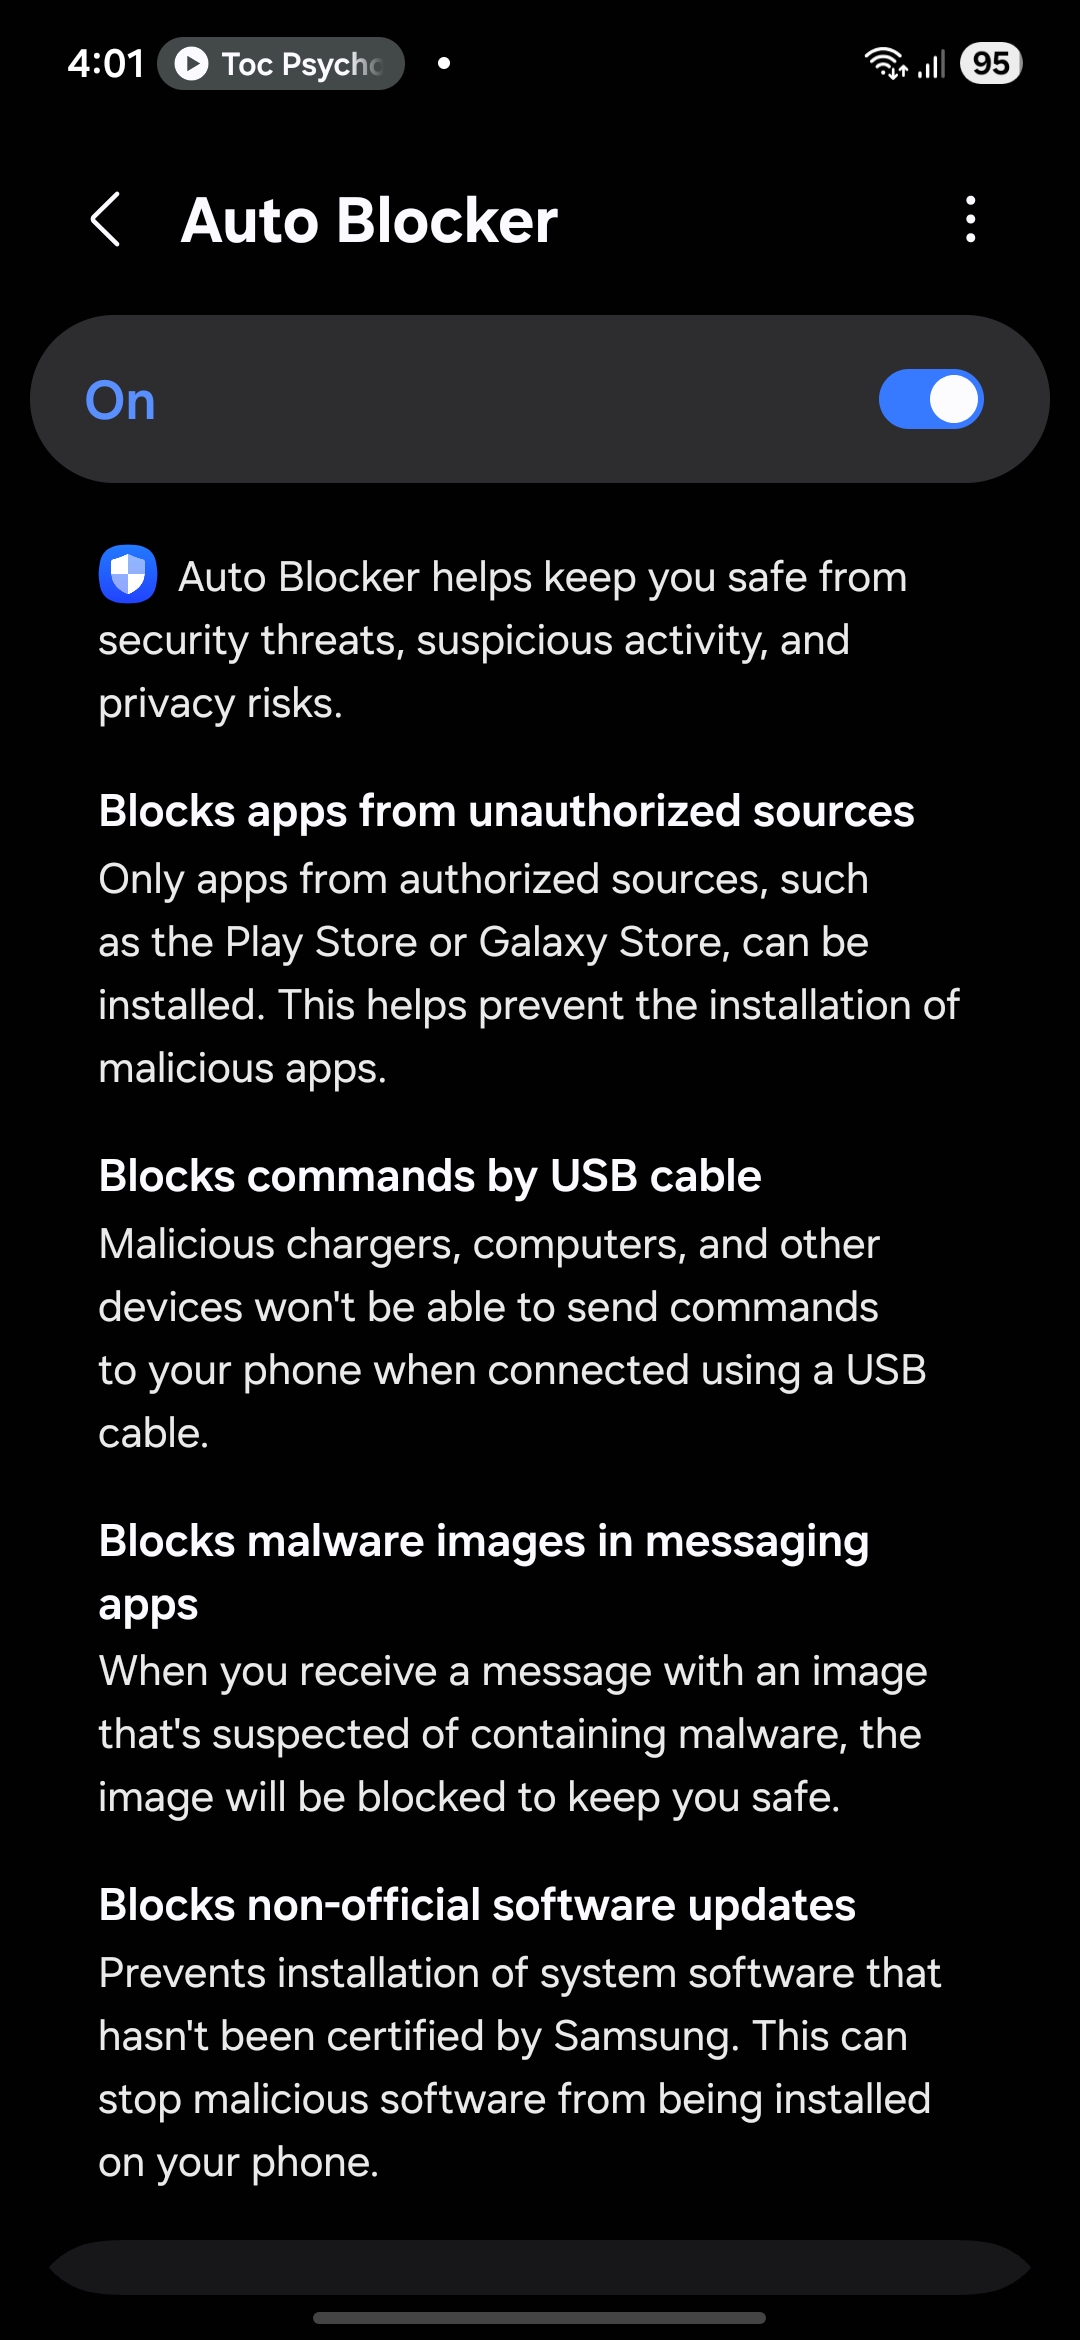 4:01 Toc Psycho 95
Auto Blocker
On
Auto Blocker helps keep you safe from
security threats, suspicious activity, and
privacy risks.
Blocks apps from unauthorized sources
Only apps from authorized sources, such
as the Play Store or Galaxy Store, can be
installed. This helps prevent the installation of
malicious apps.
Blocks commands by USB cable
Malicious chargers, computers, and other
devices won't be able to send commands
to your phone when connected using a USB
cable.
Blocks malware images in messaging
apps
When you receive a message with an image
that's suspected of containing malware, the
image will be blocked to keep you safe.
Blocks non-official software updates
Prevents installation of system software that
hasn't been certified by Samsung. This can
stop malicious software from being installed
on your phone.